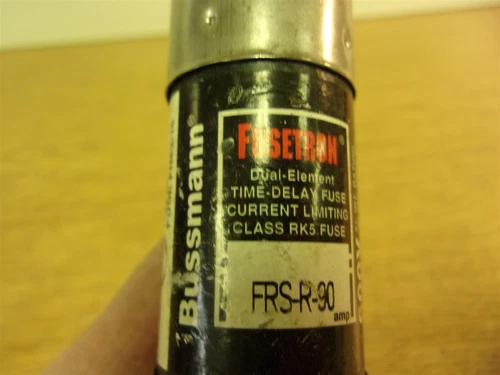 Bussmann®
FUSETRON®
Dual-Element
TIME-DELAY FUSE
CURRENT LIMITING
CLASS RK5 FUSE
FRS-R-90
amp